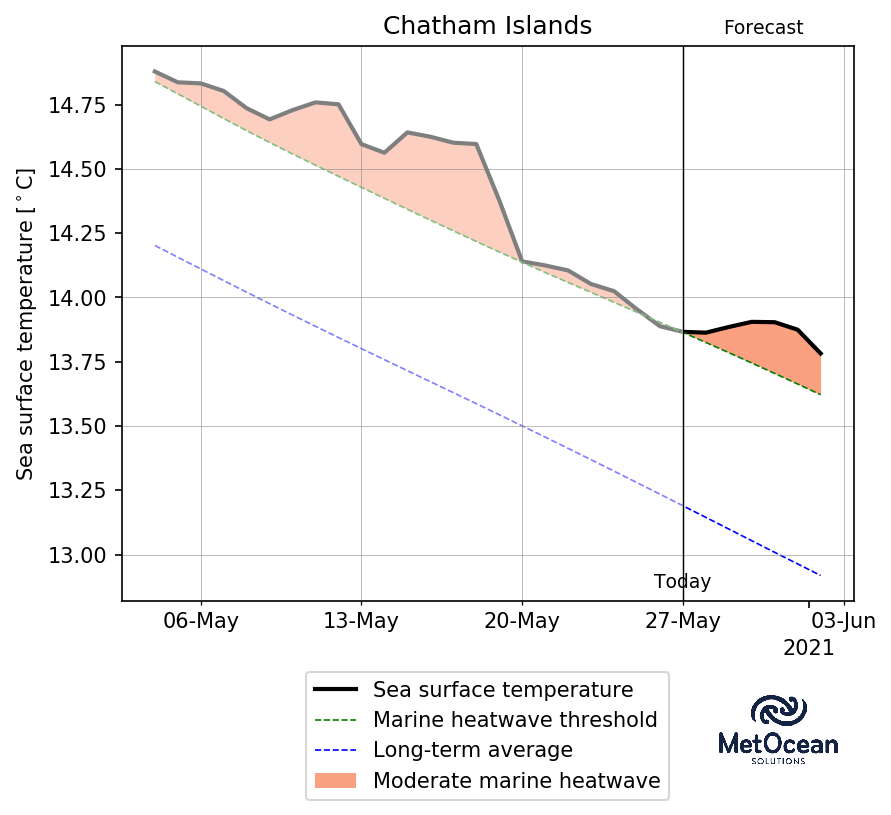 Chatham Islands
Forecast
Sea surface temperature [°C]
14.75
14.50
14.25
14.00
13.75
13.50
13.25
13.00
Today
06-May
13-May
20-May
27-May
03-Jun
2021
Sea surface temperature
Marine heatwave threshold
Long-term average
Moderate marine heatwave
MetOcean
SOLUTIONS